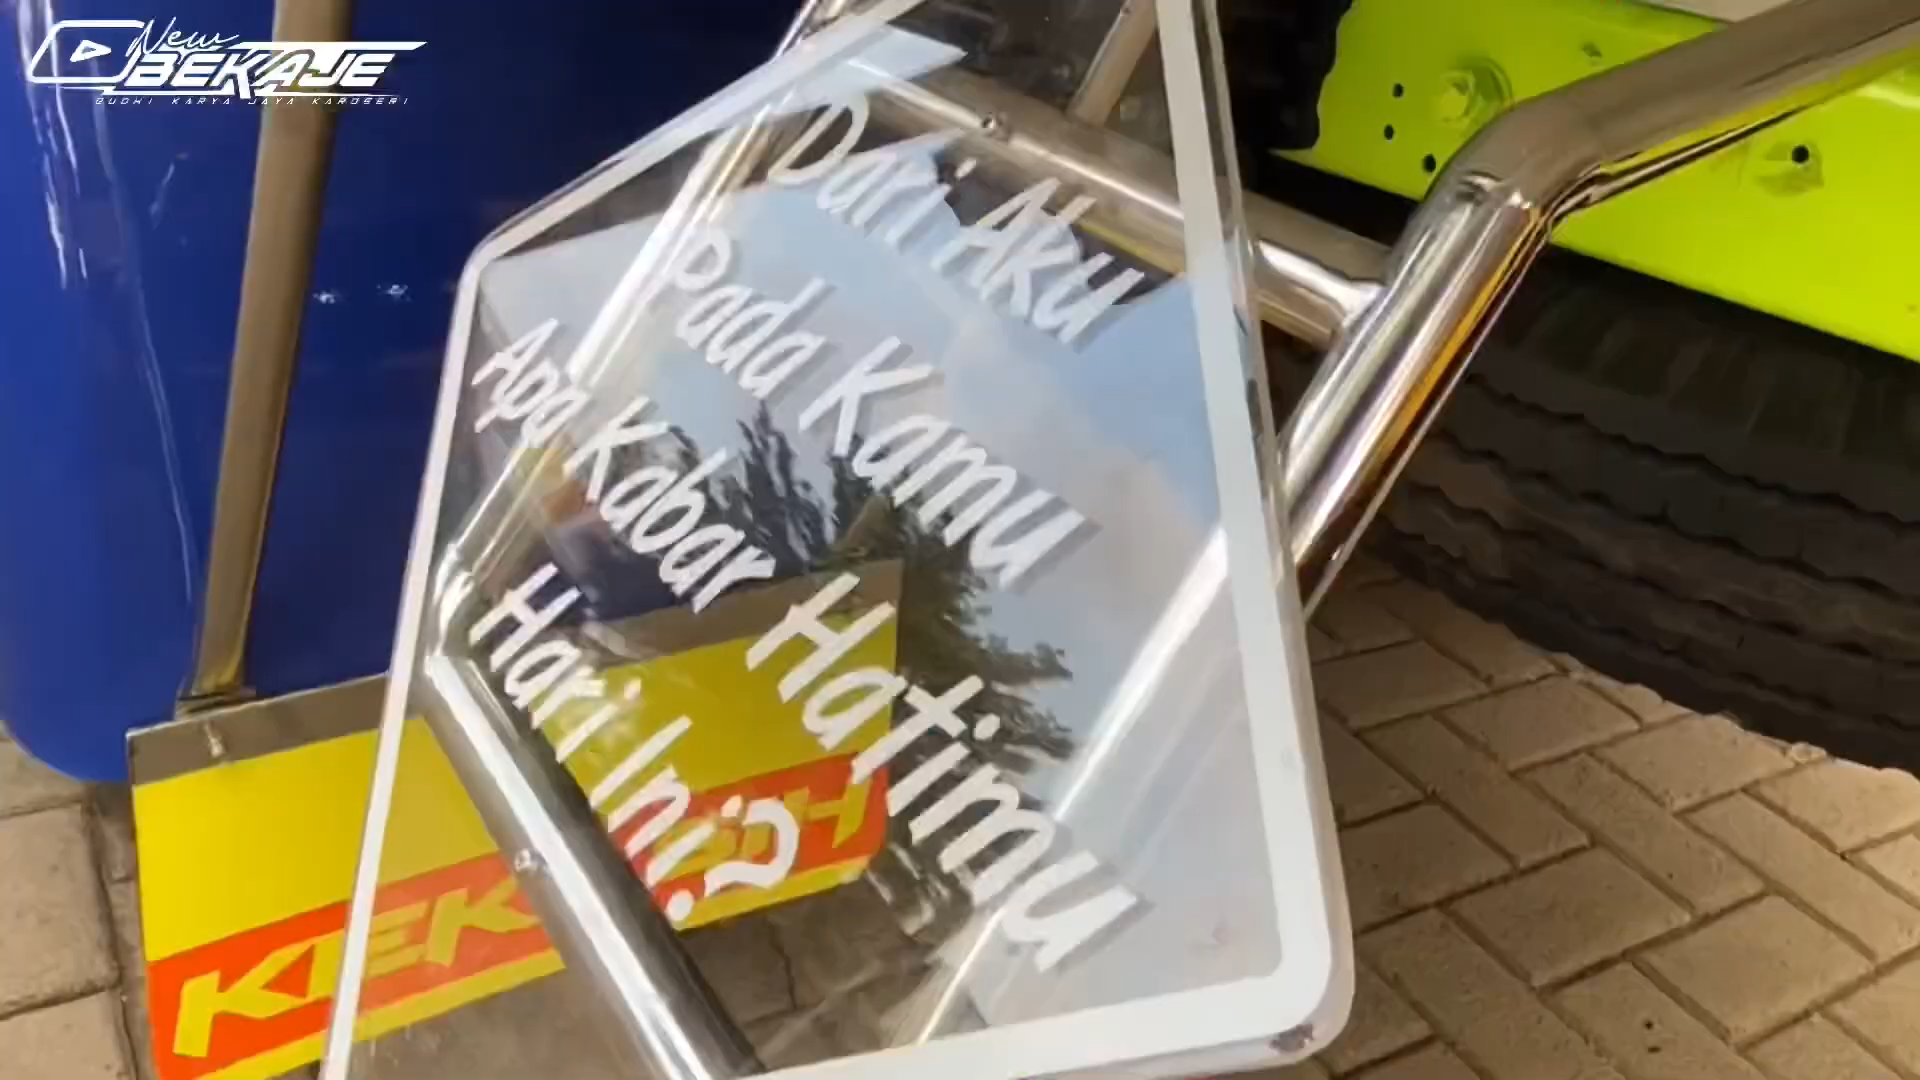 New
BEKAJE
BUDHI KARYA JAYA KAROSERI
Dari Aku
Pada Kamu
Apa Kabar Hatimu
Hari Ini?